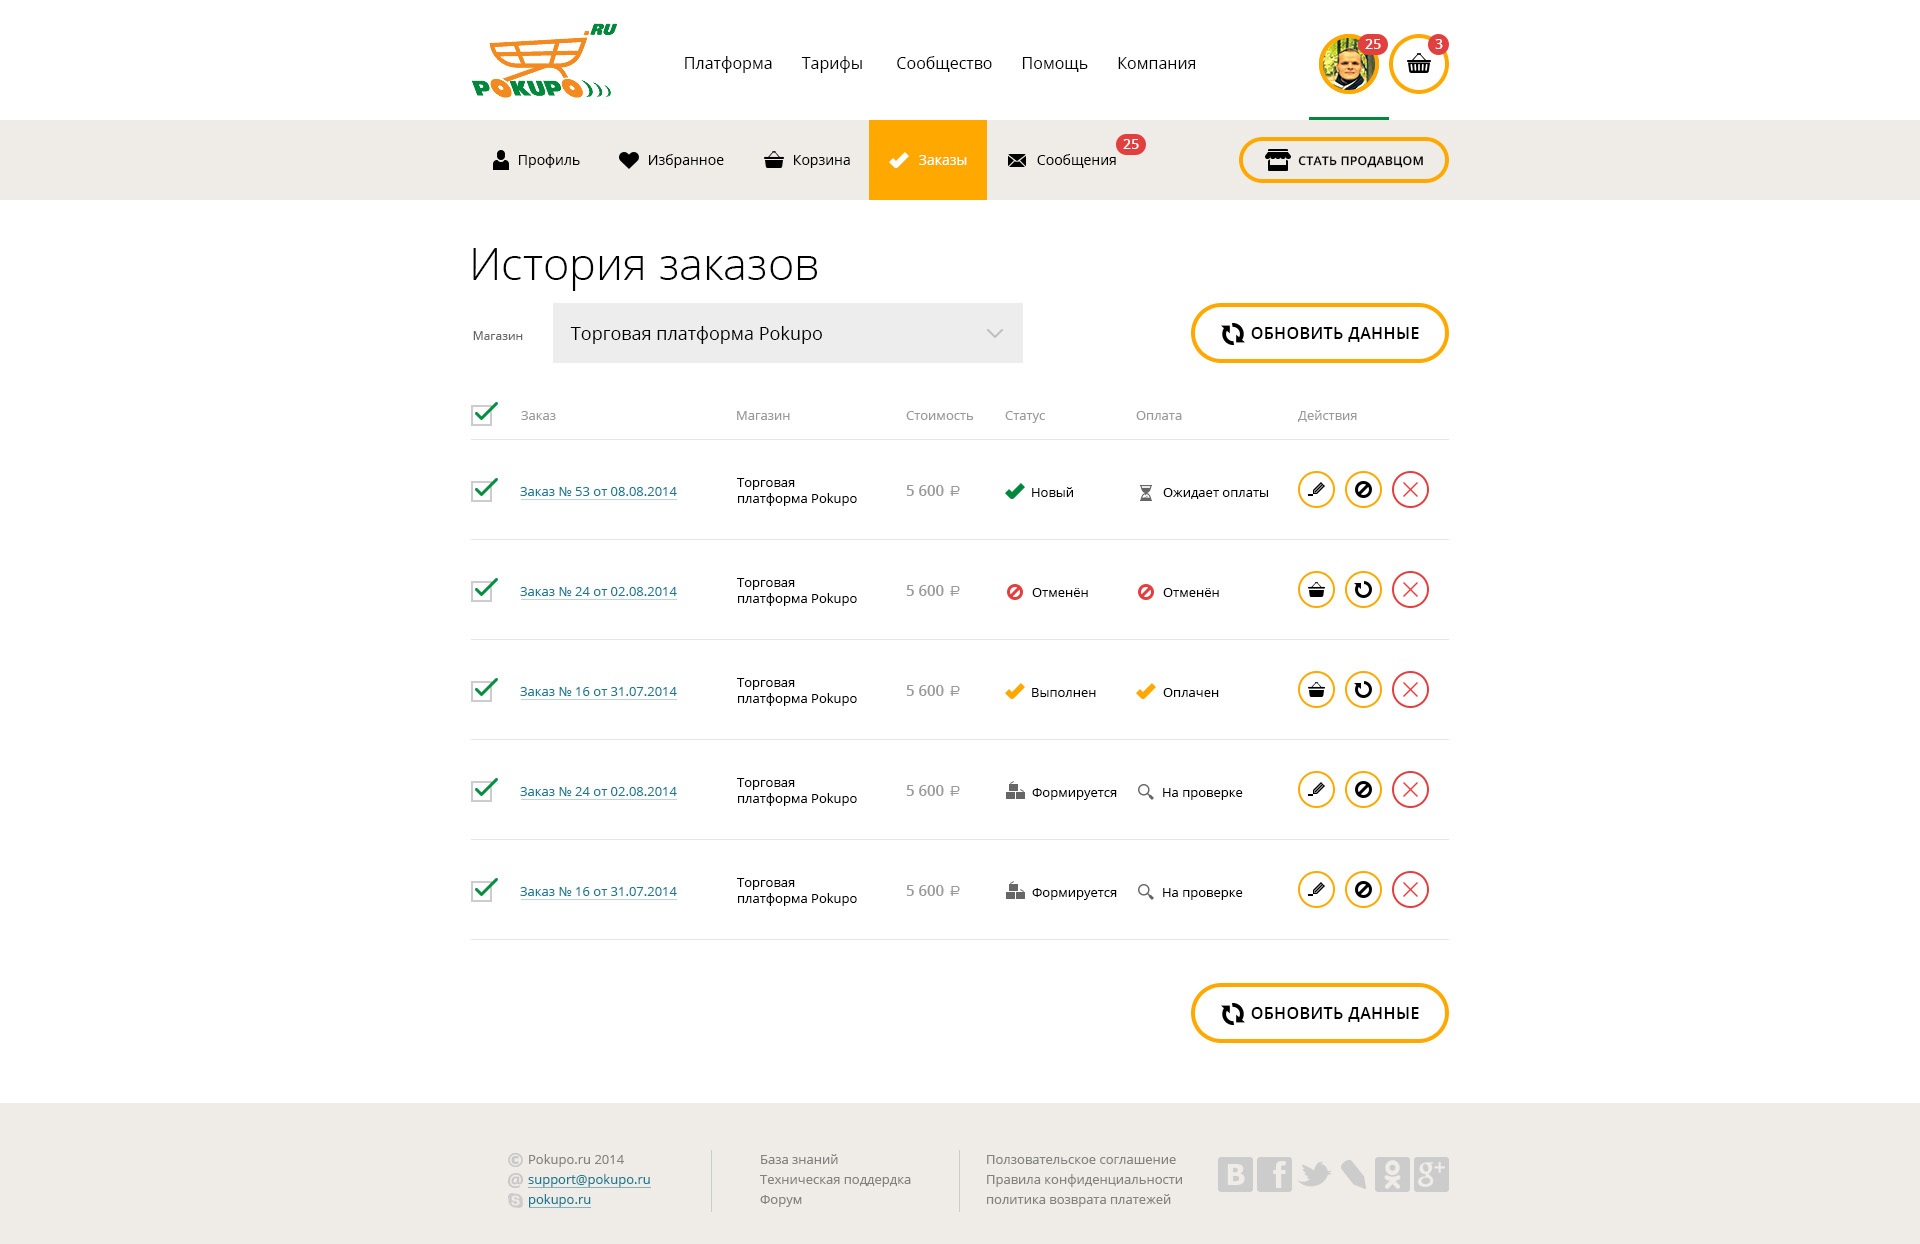 .RU
POKUPO
Платформа Тарифы Сообщество Помощь Компания
25
3
Профиль Избранное Корзина Заказы Сообщения 25 СТАТЬ ПРОДАВЦОМ
История заказов
Магазин Торговая платформа Pokupo ОБНОВИТЬ ДАННЫЕ
Заказ Магазин Стоимость Статус Оплата Действия
Заказ № 53 от 08.08.2014 Торговая
платформа Pokupo 5 600 ₽ Новый Ожидает оплаты
Заказ № 24 от 02.08.2014 Торговая
платформа Pokupo 5 600 ₽ Отменён Отменён
Заказ № 16 от 31.07.2014 Торговая
платформа Pokupo 5 600 ₽ Выполнен Оплачен
Заказ № 24 от 02.08.2014 Торговая
платформа Pokupo 5 600 ₽ Формируется На проверке
Заказ № 16 от 31.07.2014 Торговая
платформа Pokupo 5 600 ₽ Формируется На проверке
ОБНОВИТЬ ДАННЫЕ
© Pokupo.ru 2014
@ support@pokupo.ru
pokupo.ru
База знаний
Техническая поддердка
Форум
Ползовательское соглашение
Правила конфиденциальности
политика возврата платежей
B f g+